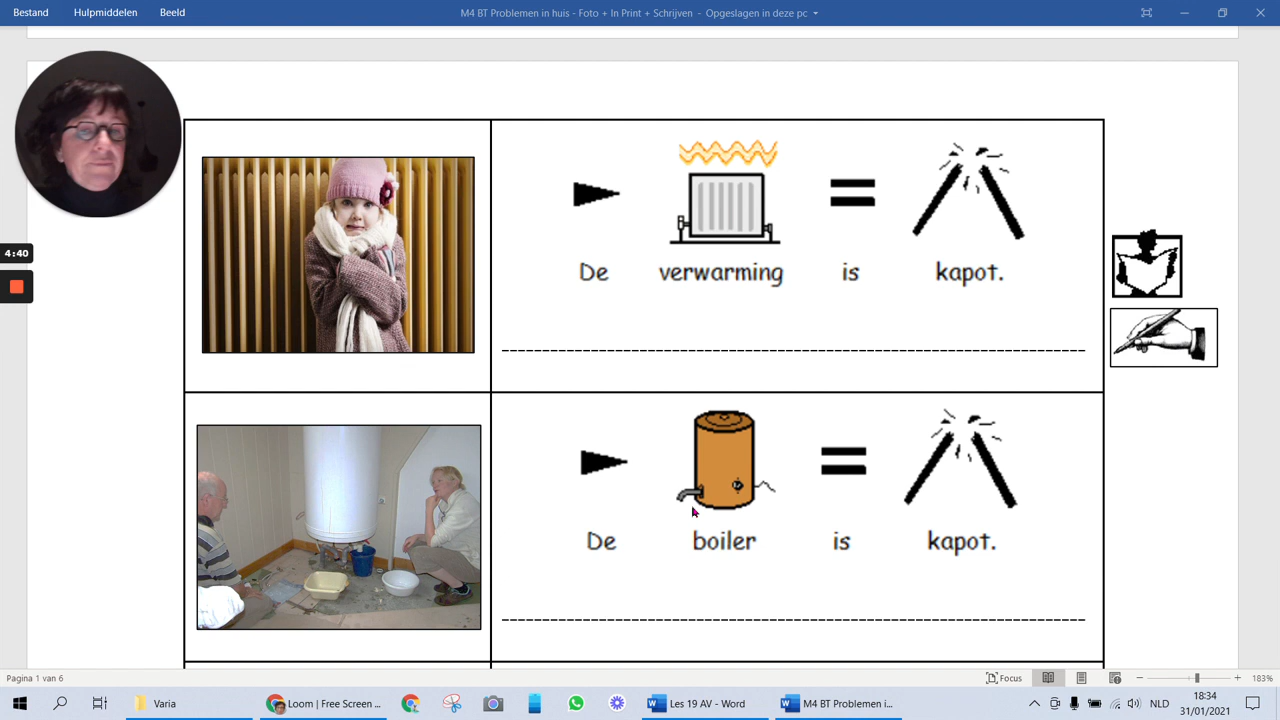 Bestand Hulpmiddelen Beeld M4 BT Problemen in huis - Foto + In Print + Schrijven - Opgeslagen in deze pc
4:40
De verwarming is kapot.
De boiler is kapot.
Pagina 1 van 6 Focus 183%
Varia Loom | Free Screen ... Les 19 AV - Word M4 BT Problemen i... NLD 18:34
31/01/2021